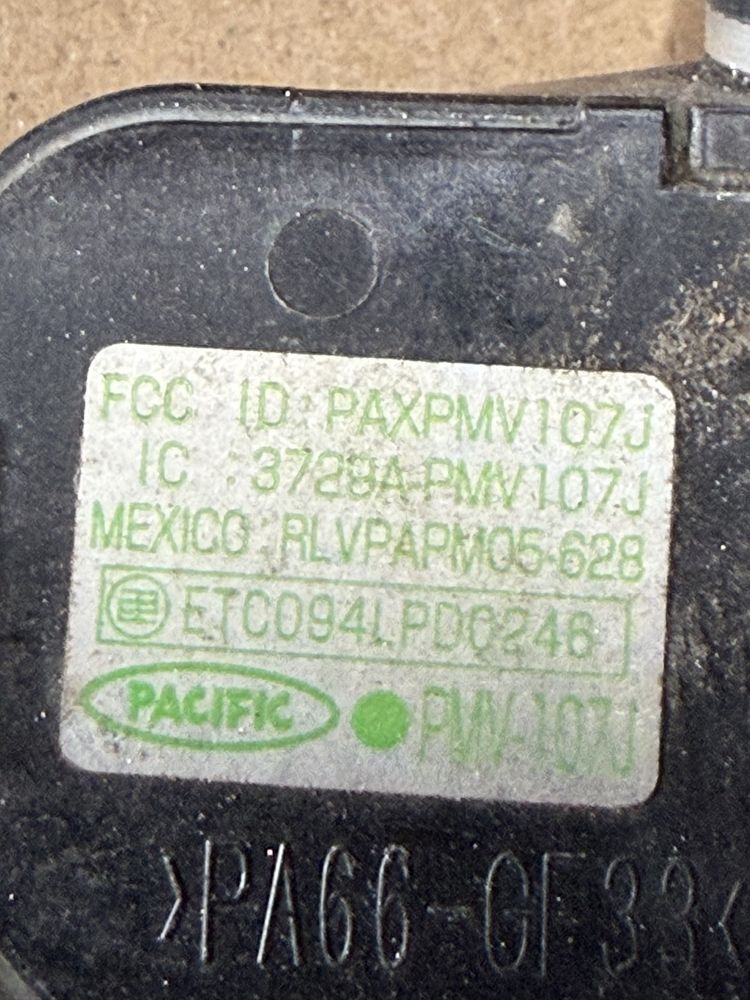 FCC ID : PAXPMV107J
IC : 3729A-PMV107J
MEXICO : RLVPAPM05-628
ETC094LPD0246
PACIFIC PMV-107J
>PA66-GF33<